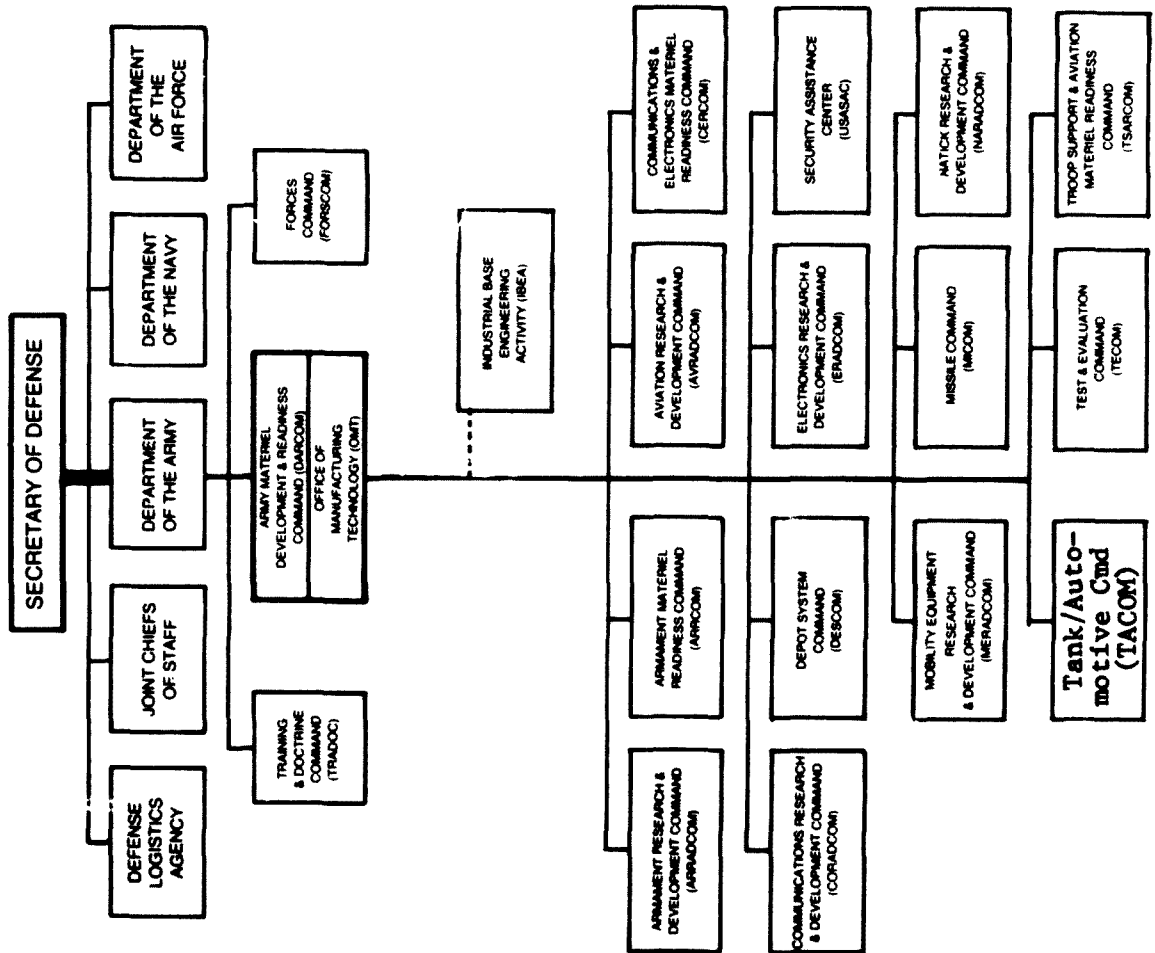 SECRETARY OF DEFENSE
DEFENSE
LOGISTICS
AGENCY
JOINT CHIEFS
OF STAFF
DEPARTMENT
OF THE ARMY
DEPARTMENT
OF THE NAVY
DEPARTMENT
OF THE
AIR FORCE
TRAINING
& DOCTRINE
COMMAND
(TRADOC)
ARMY MATERIEL
DEVELOPMENT & READINESS
COMMAND (DARCOM)
OFFICE OF
MANUFACTURING
TECHNOLOGY (OMT)
FORCES
COMMAND
(FORSCOM)
INDUSTRIAL BASE
ENGINEERING
ACTIVITY (IBEA)
ARMAMENT RESEARCH &
DEVELOPMENT COMMAND
(ARRADCOM)
ARMAMENT MATERIEL
READINESS COMMAND
(ARRCOM)
AVIATION RESEARCH &
DEVELOPMENT COMMAND
(AVRADCOM)
COMMUNICATIONS &
ELECTRONICS MATERIEL
READINESS COMMAND
(CERCOM)
COMMUNICATIONS RESEARCH
& DEVELOPMENT COMMAND
(CORADCOM)
DEPOT SYSTEM
COMMAND
(DESCOM)
ELECTRONICS RESEARCH &
DEVELOPMENT COMMAND
(ERADCOM)
SECURITY ASSISTANCE
CENTER
(USASAC)
MOBILITY EQUIPMENT
RESEARCH
& DEVELOPMENT COMMAND
(MERADCOM)
MISSILE COMMAND
(MICOM)
NATICK RESEARCH &
DEVELOPMENT COMMAND
(NARADCOM)
Tank/Auto-
motive Cmd
(TACOM)
TEST & EVALUATION
COMMAND
(TECOM)
TROOP SUPPORT & AVIATION
MATERIEL READINESS
COMMAND
(TSARCOM)